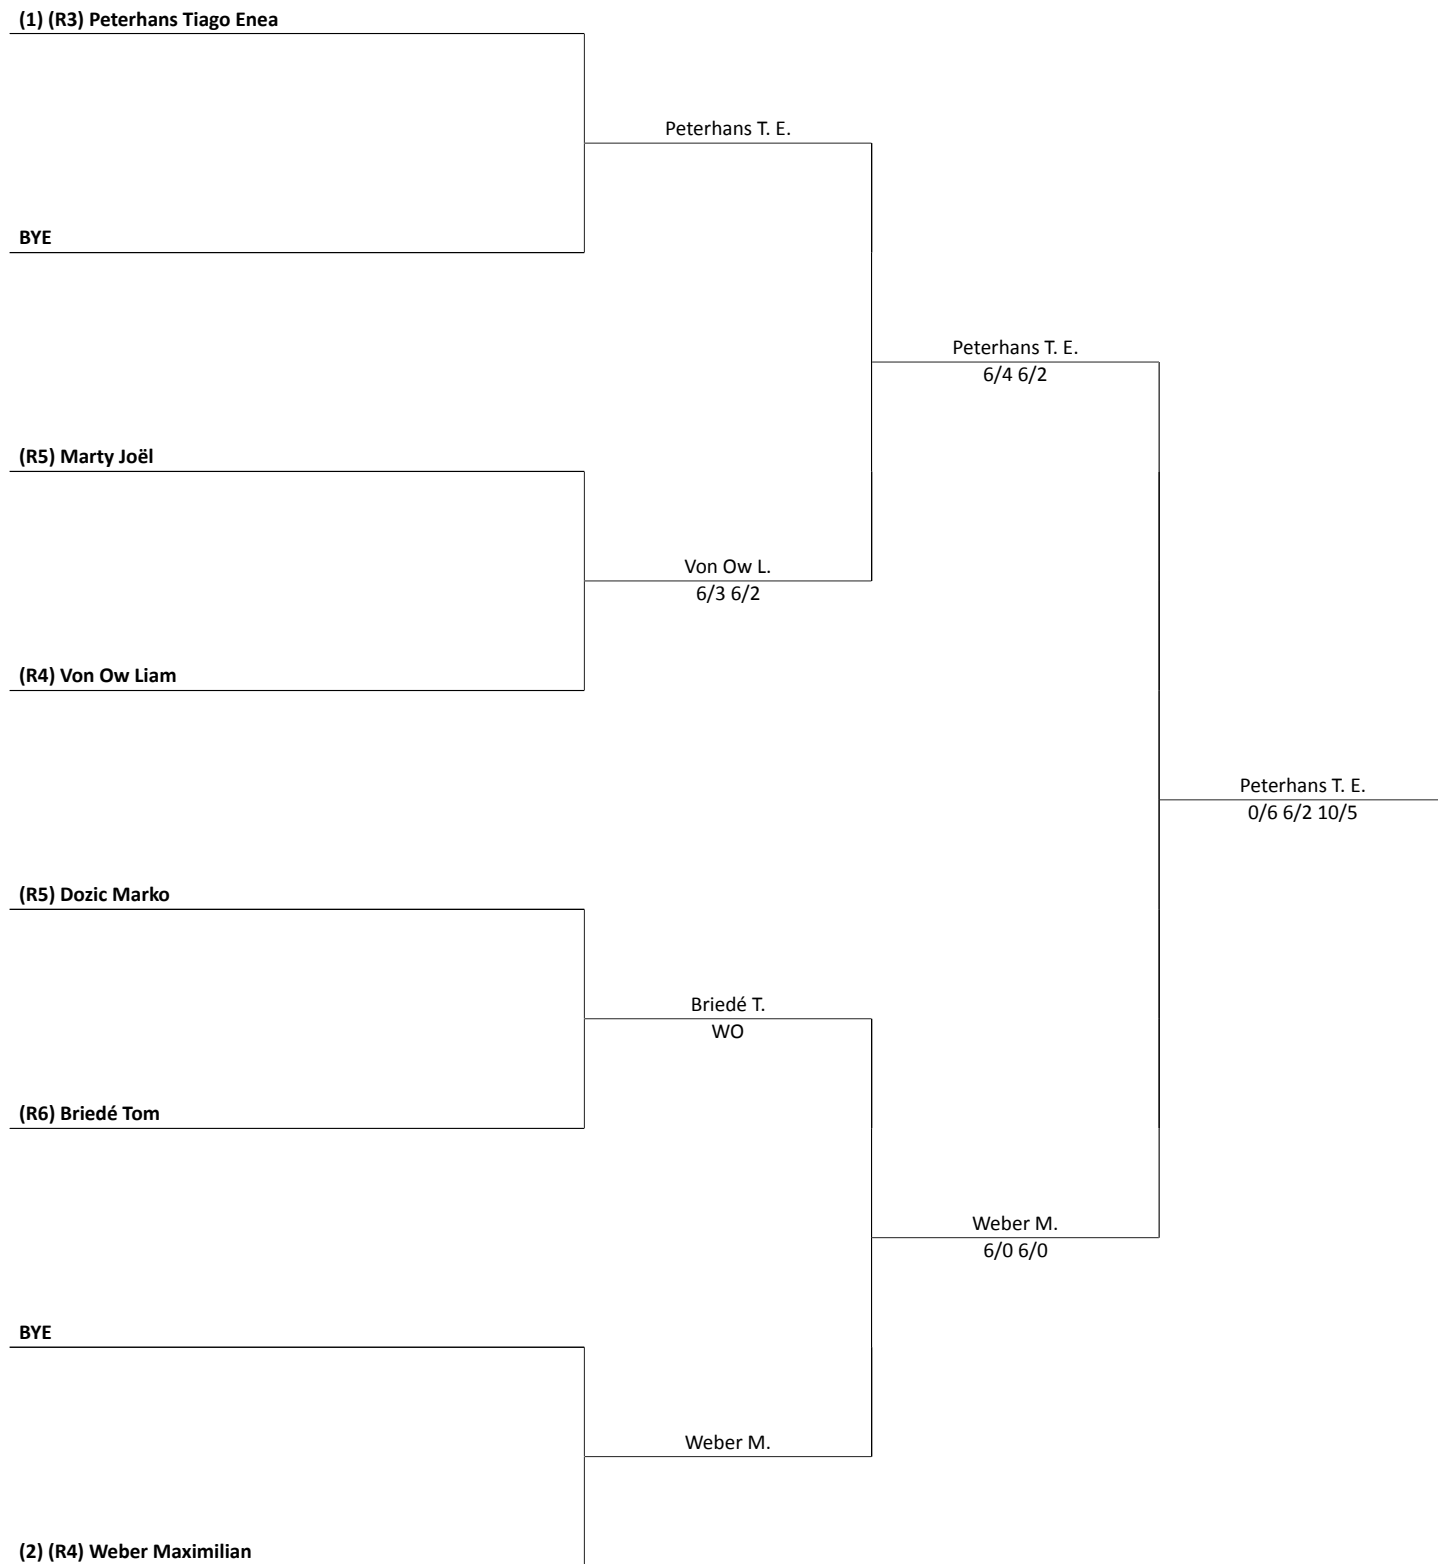 (1) (R3) Peterhans Tiago Enea
Peterhans T. E.
BYE
Peterhans T. E.
6/4 6/2
(R5) Marty Joël
Von Ow L.
6/3 6/2
(R4) Von Ow Liam
Peterhans T. E.
0/6 6/2 10/5
(R5) Dozic Marko
Briedé T.
WO
(R6) Briedé Tom
Weber M.
6/0 6/0
BYE
Weber M.
(2) (R4) Weber Maximilian